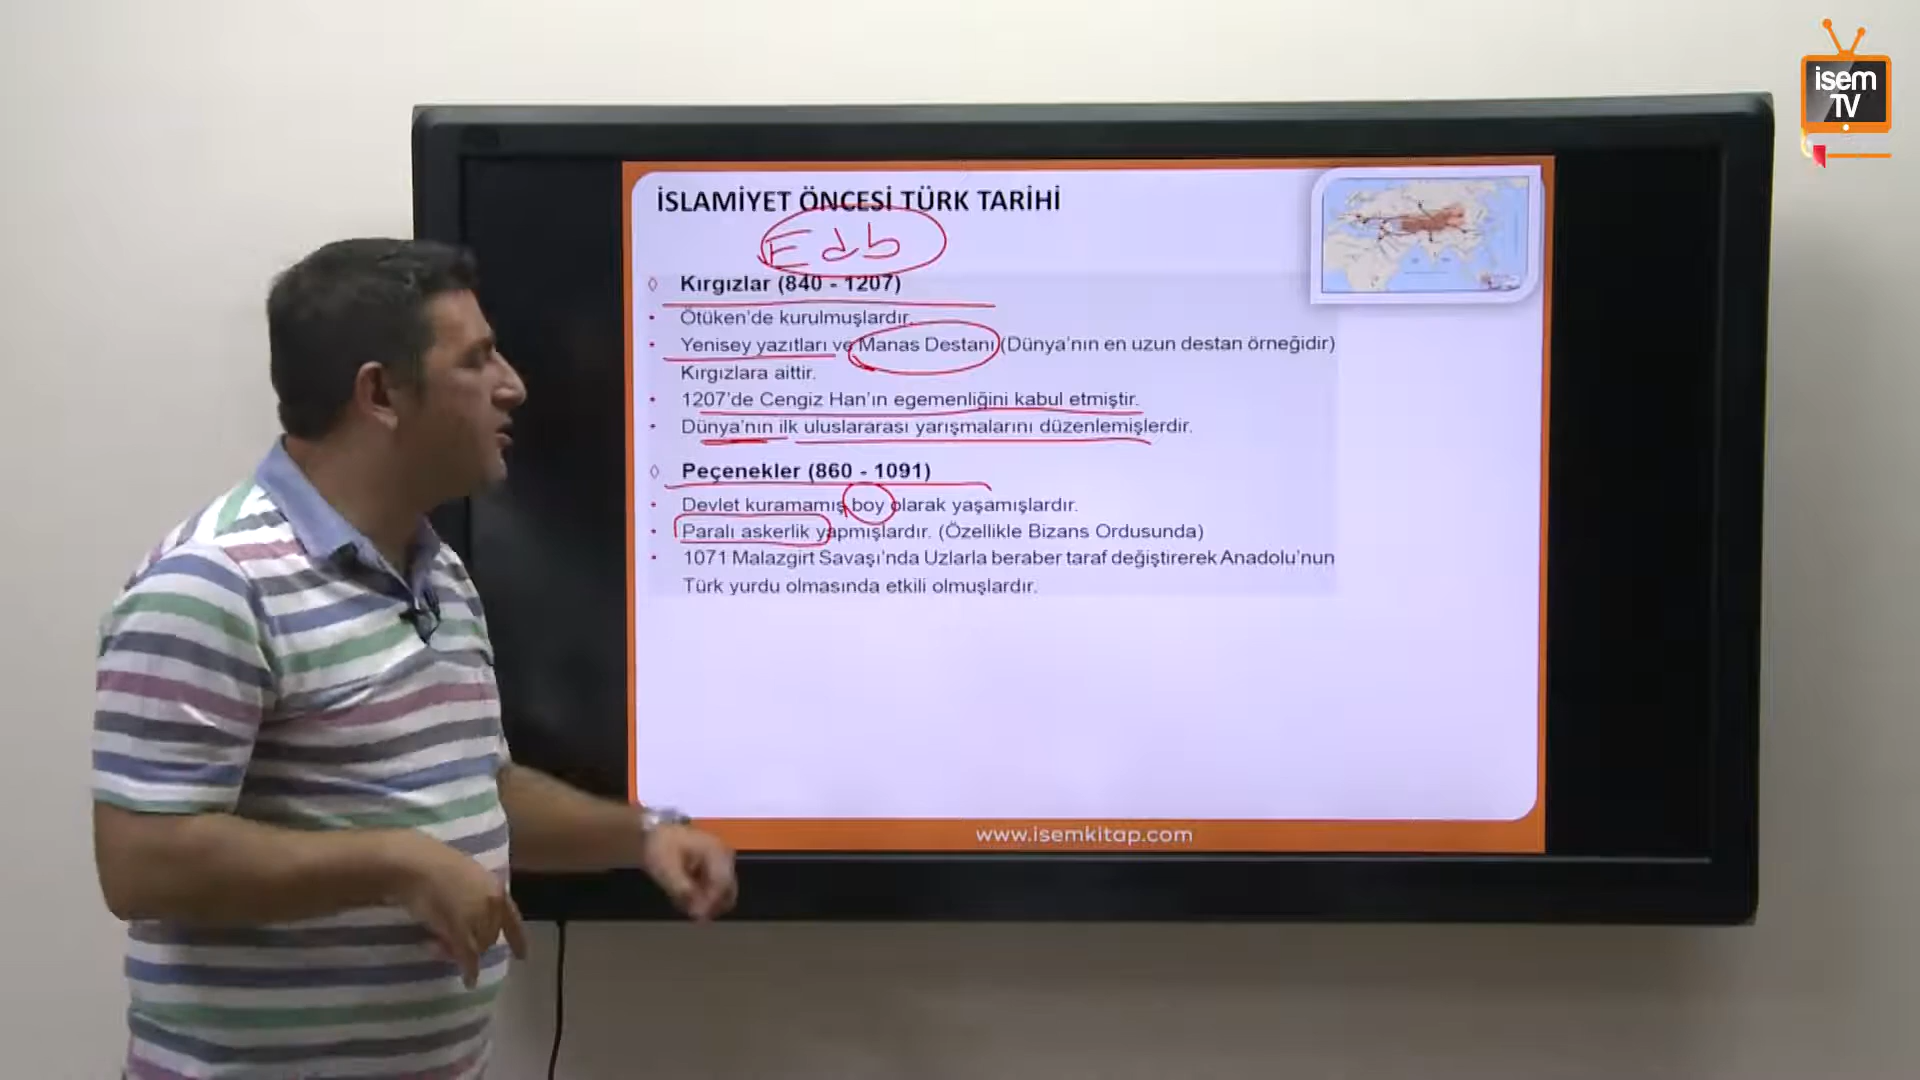 isem
TV
İSLAMİYET ÖNCESİ TÜRK TARİHİ
Edb
Kırgızlar (840 - 1207)
• Ötüken'de kurulmuşlardır.
• Yenisey yazıtları ve Manas Destanı (Dünya'nın en uzun destan örneğidir)
Kırgızlara aittir.
• 1207'de Cengiz Han'ın egemenliğini kabul etmiştir.
• Dünya'nın ilk uluslararası yarışmalarını düzenlemişlerdir.
Peçenekler (860 - 1091)
• Devlet kuramamış boy olarak yaşamışlardır.
• Paralı askerlik yapmışlardır. (Özellikle Bizans Ordusunda)
• 1071 Malazgirt Savaşı'nda Uzlarla beraber taraf değiştirerek Anadolu'nun
Türk yurdu olmasında etkili olmuşlardır.
www.isemkitap.com